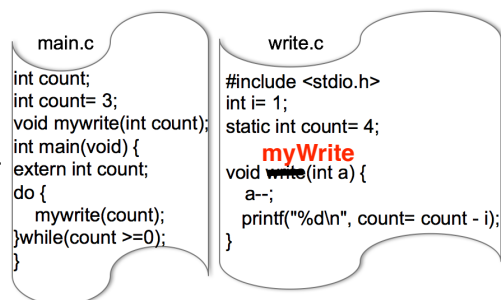 main.c
int count;
int count= 3;
void mywrite(int count);
int main(void) {
extern int count;
do {
mywrite(count);
}while(count >=0);
}
write.c
#include <stdio.h>
int i= 1;
static int count= 4;
myWrite
void write(int a) {
a--;
printf("%d\n", count= count - i);
}